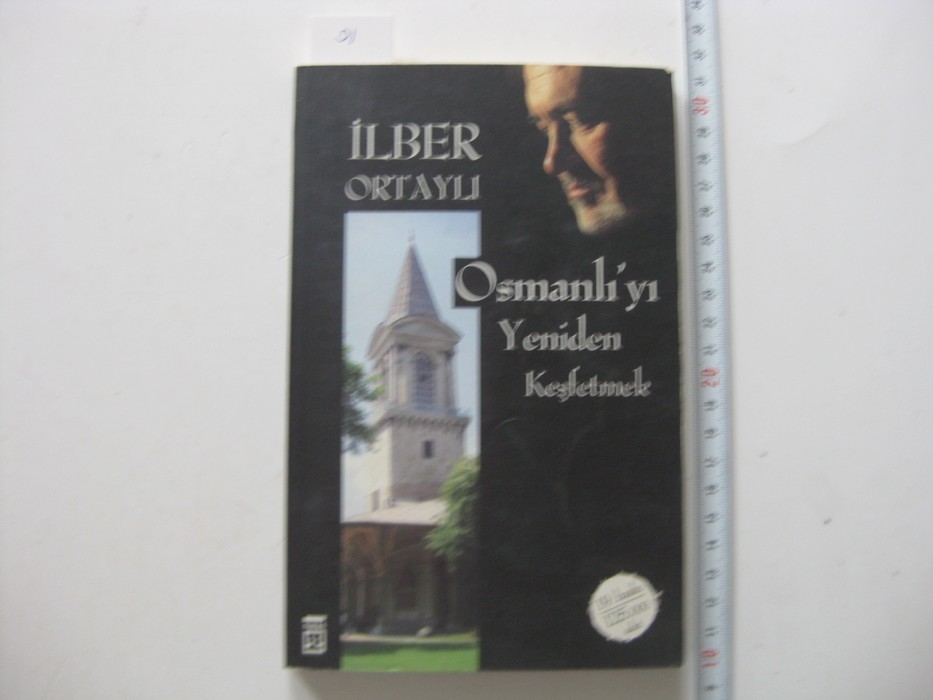 İLBER
ORTAYLI
Osmanlı'yı
Yeniden
Keşfetmek